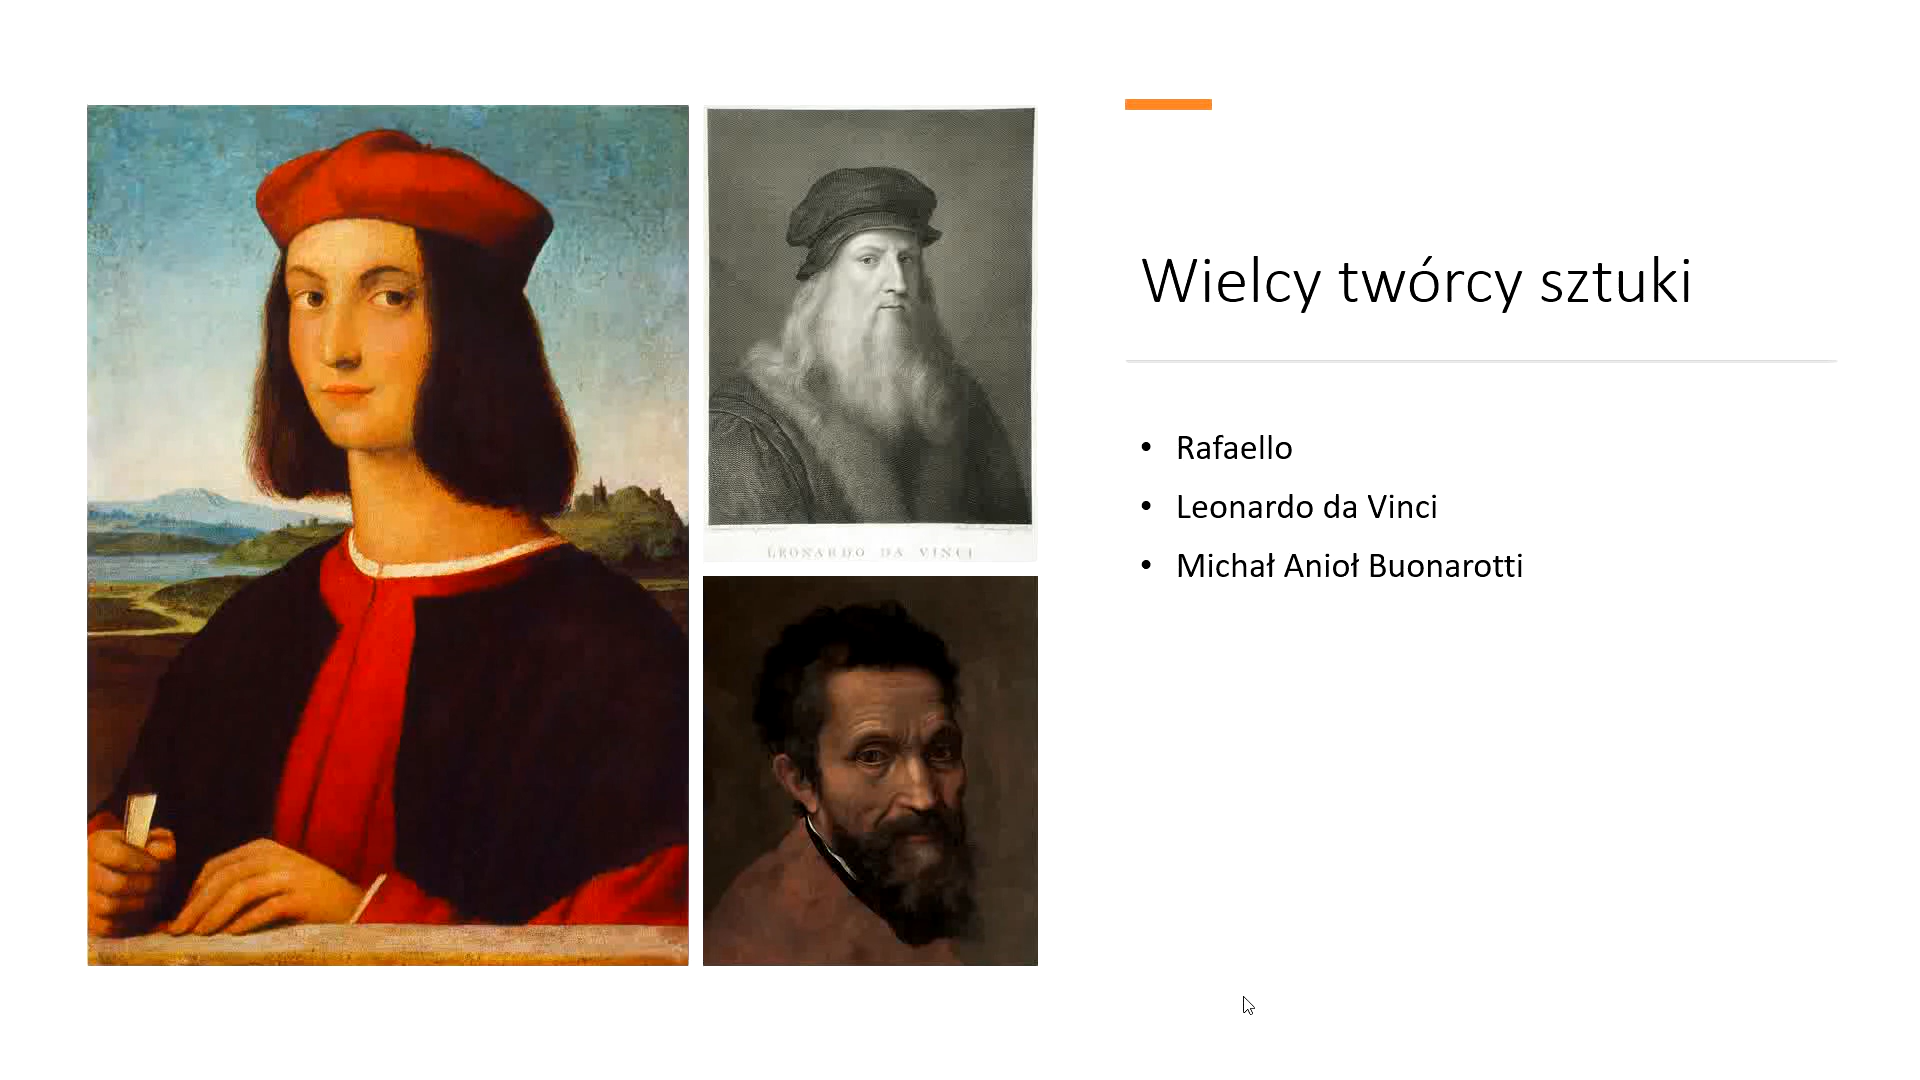 LEONARDO DA VINCI
Wielcy twórcy sztuki
• Rafaello
• Leonardo da Vinci
• Michał Anioł Buonarotti